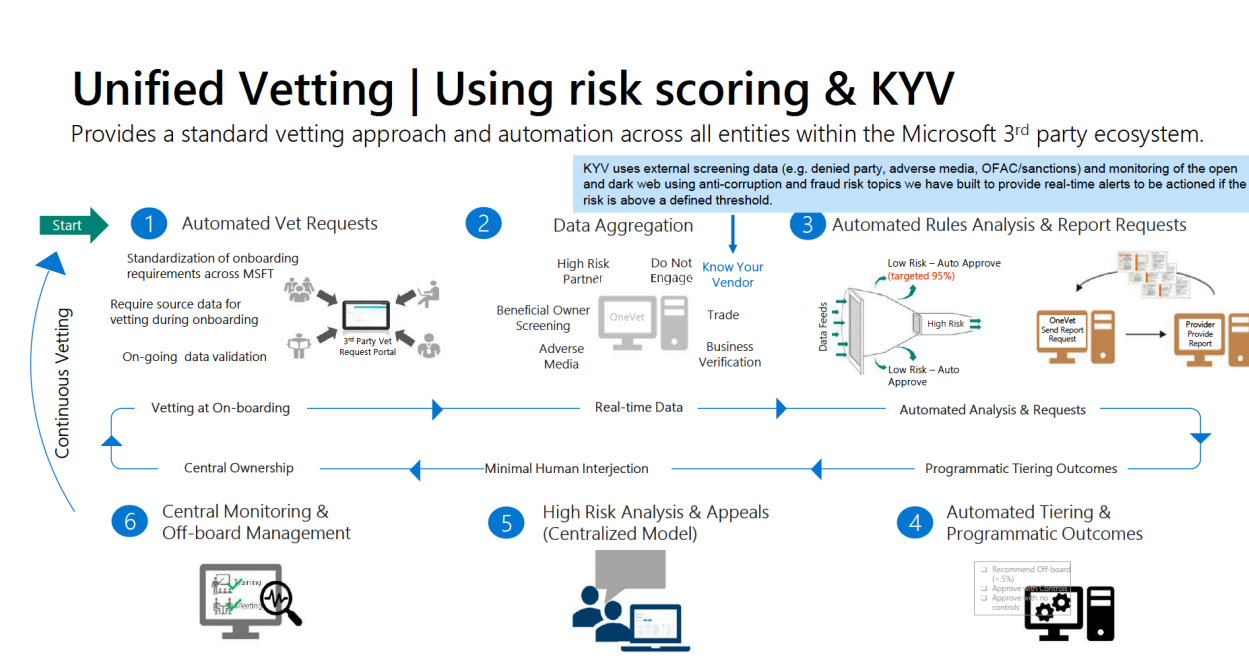 Unified Vetting | Using risk scoring & KYV
Provides a standard vetting approach and automation across all entities within the Microsoft 3rd party ecosystem.
KYV uses external screening data (e.g. denied party, adverse media, OFAC/sanctions) and monitoring of the open
and dark web using anti-corruption and fraud risk topics we have built to provide real-time alerts to be actioned if the
risk is above a defined threshold.
Start
1
Automated Vet Requests
Standardization of onboarding
requirements across MSFT
Require source data for
vetting during onboarding
On-going data validation
3rd Party Vet
Request Portal
2
Data Aggregation
High Risk
Partner
Do Not
Engage
Know Your
Vendor
Beneficial Owner
Screening
OneVet
Trade
Adverse
Media
Business
Verification
3
Automated Rules Analysis & Report Requests
Low Risk – Auto Approve
(targeted 95%)
Data Feeds
High Risk
Low Risk – Auto
Approve
OneVet
Send Report
Request
Provider
Provide
Report
Continuous Vetting
Vetting at On-boarding
Real-time Data
Automated Analysis & Requests
Central Ownership
Minimal Human Interjection
Programmatic Tiering Outcomes
6
Central Monitoring &
Off-board Management
Training
Meeting
5
High Risk Analysis & Appeals
(Centralized Model)
4
Automated Tiering &
Programmatic Outcomes
Recommend Off-board
(<.5%)
Approve with Controls
Approve with no
controls